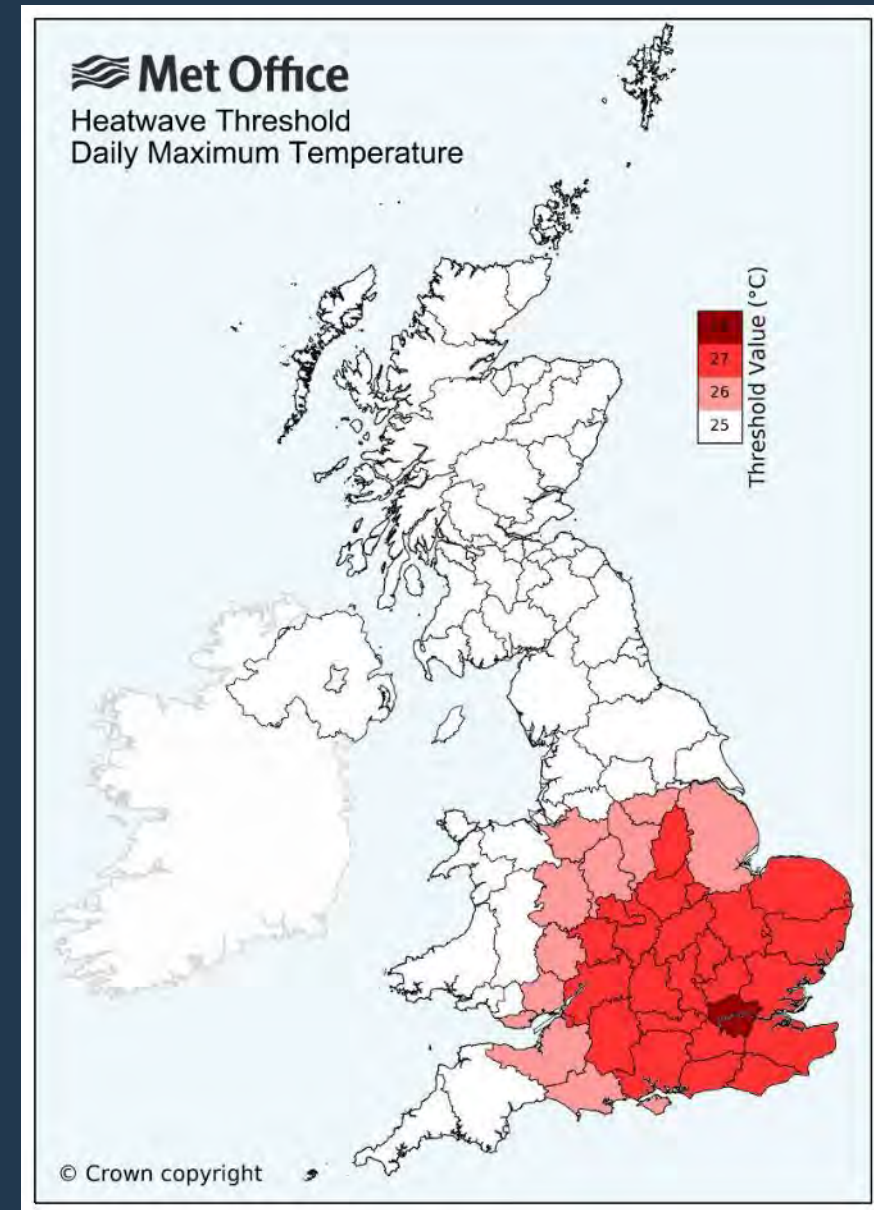 Met Office
Heatwave Threshold
Daily Maximum Temperature
27
26
25
Threshold Value (°C)
© Crown copyright